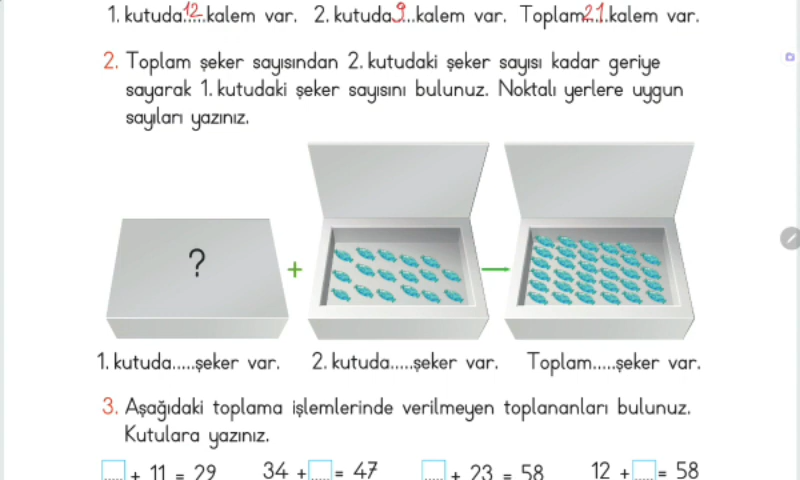 1. kutuda..12..kalem var. 2. kutuda..9..kalem var. Toplam..21..kalem var.
2. Toplam şeker sayısından 2. kutudaki şeker sayısı kadar geriye
sayarak 1. kutudaki şeker sayısını bulunuz. Noktalı yerlere uygun
sayıları yazınız.
?
+
1. kutuda.....şeker var. 2. kutuda.....şeker var. Toplam.....şeker var.
3. Aşağıdaki toplama işlemlerinde verilmeyen toplananları bulunuz.
Kutulara yazınız.
..... + 11 = 29 34 + ..... = 47 ..... + 23 = 58 12 + ..... = 58